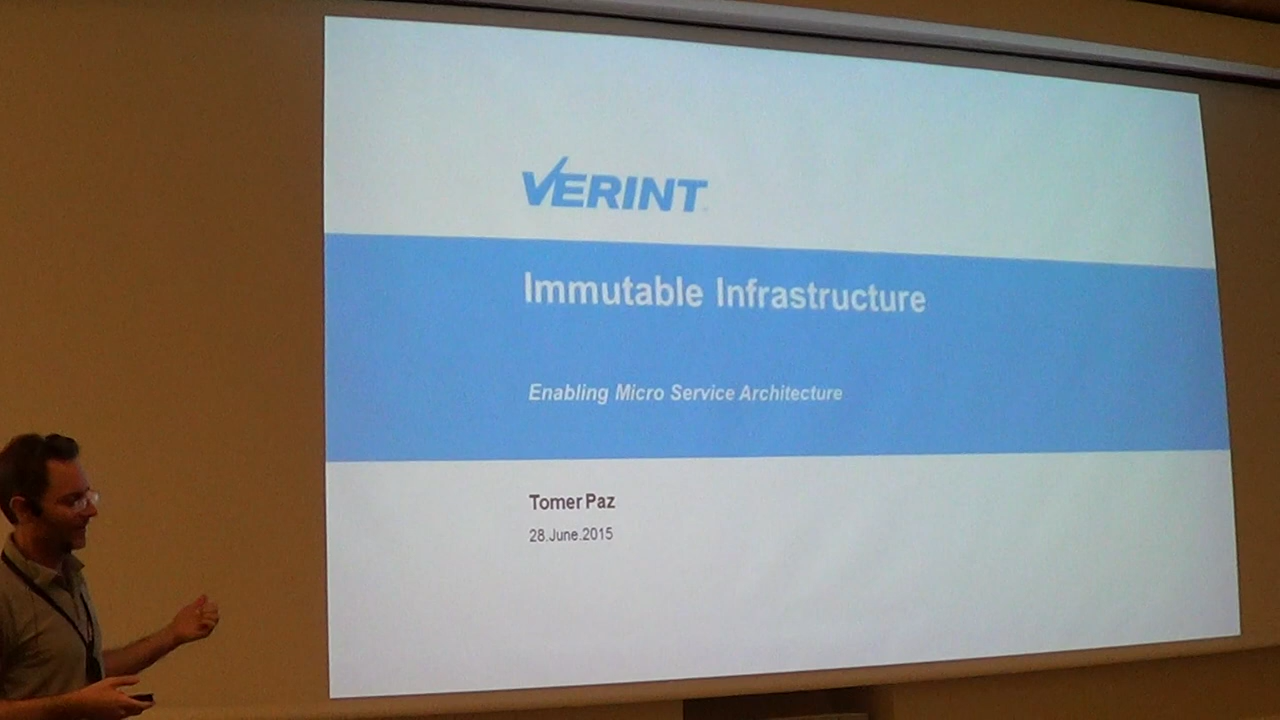 VERINT
Immutable Infrastructure
Enabling Micro Service Architecture
Tomer Paz
28.June.2015